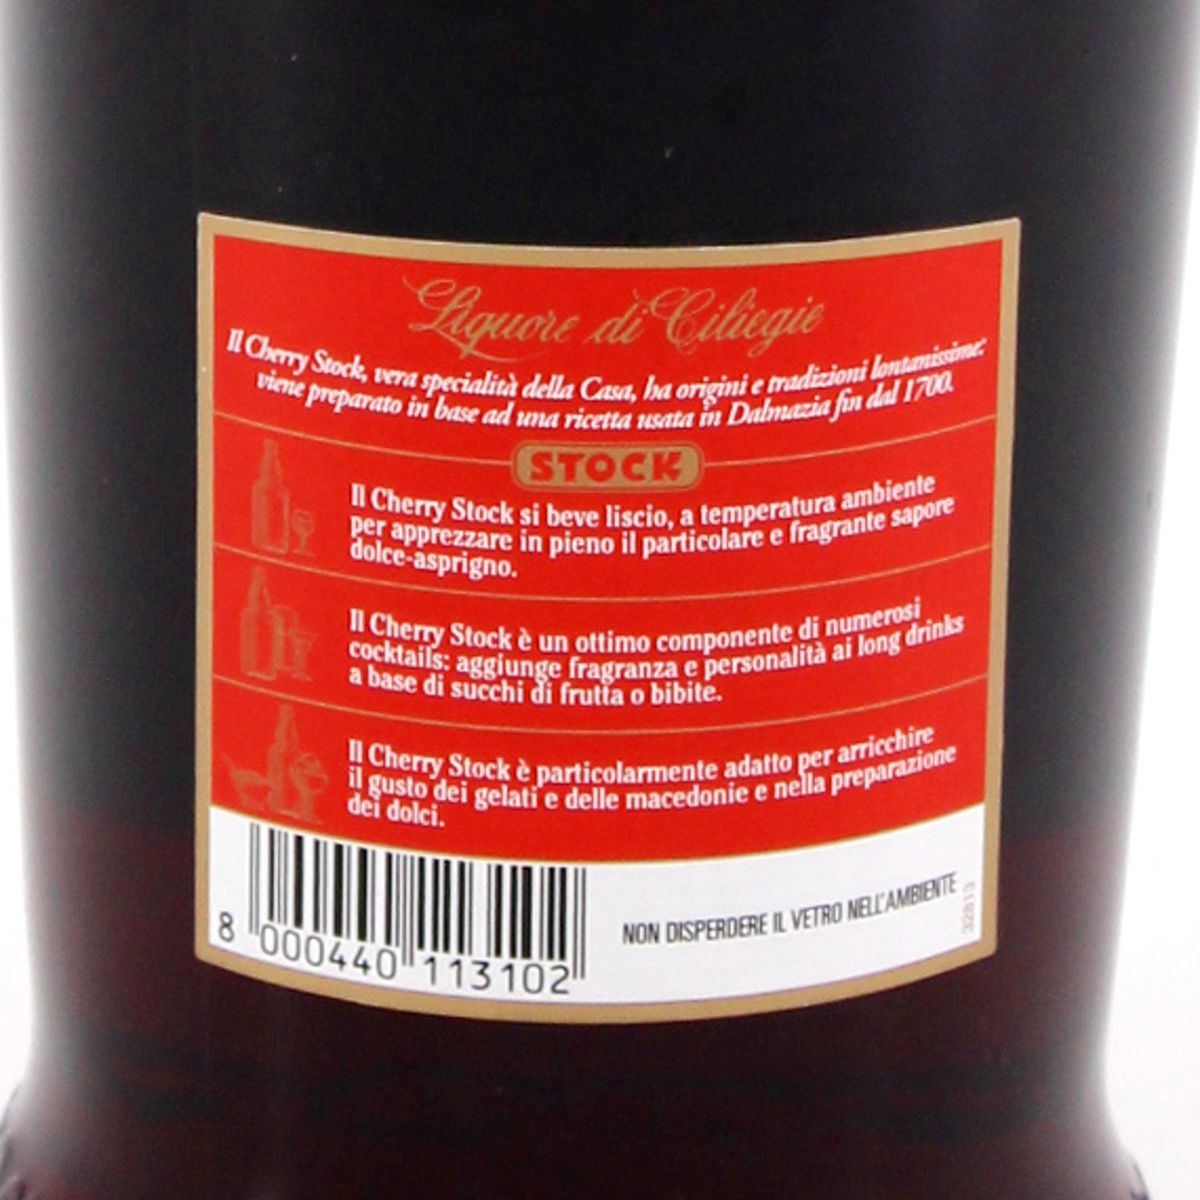 Liquore di Ciliegie
Il Cherry Stock, vera specialità della Casa, ha origini e tradizioni lontanissime:
viene preparato in base ad una ricetta usata in Dalmazia fin dal 1700.
STOCK
Il Cherry Stock si beve liscio, a temperatura ambiente
per apprezzare in pieno il particolare e fragrante sapore
dolce-asprigno.
Il Cherry Stock è un ottimo componente di numerosi
cocktails: aggiunge fragranza e personalità ai long drinks
a base di succhi di frutta o bibite.
Il Cherry Stock è particolarmente adatto per arricchire
il gusto dei gelati e delle macedonie e nella preparazione
dei dolci.
8 000440 113102
NON DISPERDERE IL VETRO NELL'AMBIENTE
32813